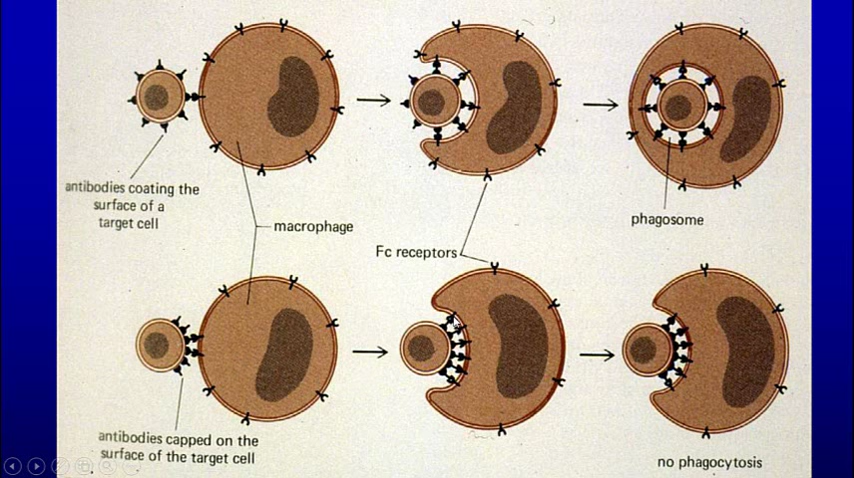 antibodies coating the
surface of a
target cell
macrophage
Fc receptors
phagosome
antibodies capped on the
surface of the target cell
no phagocytosis